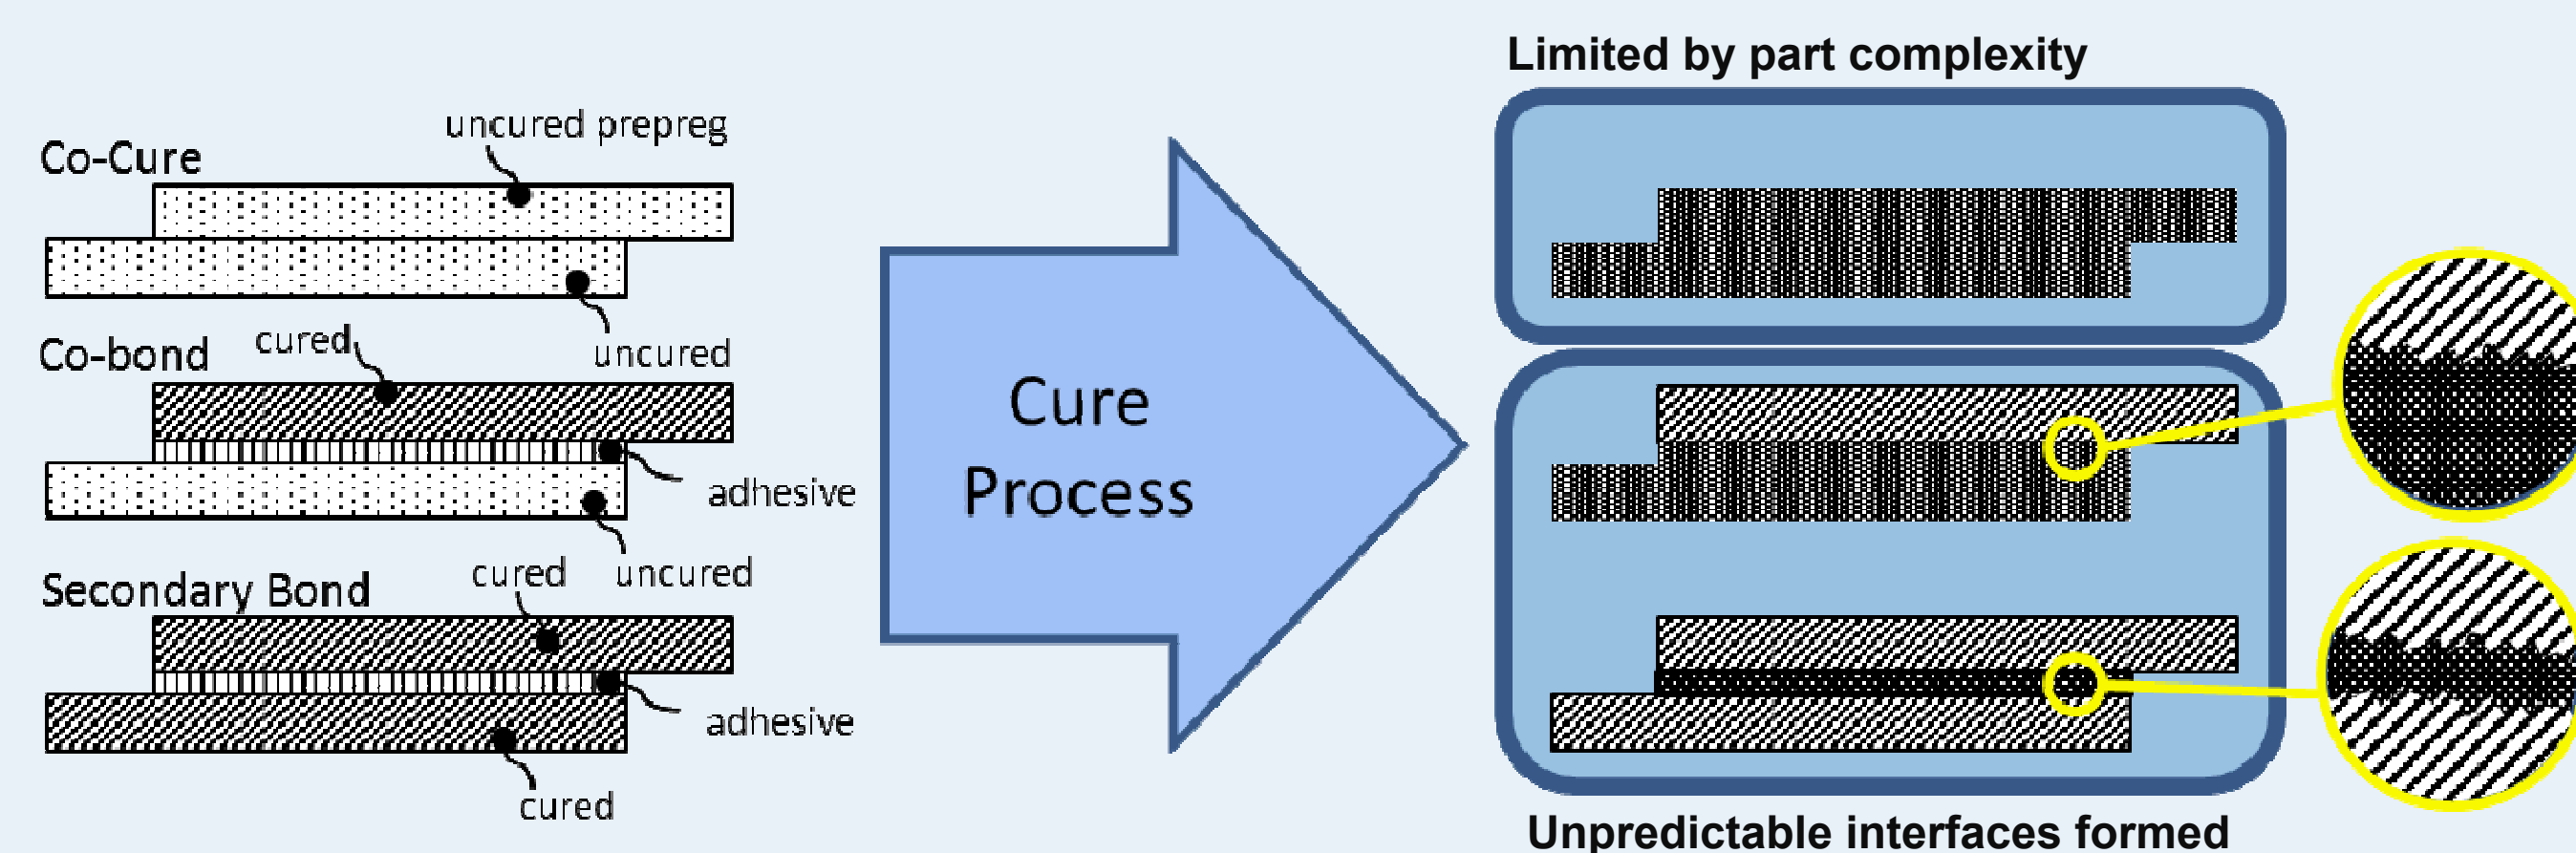 Limited by part complexity
uncured prepreg
Co-Cure
uncured
Co-bond
cured
adhesive
uncured
Cure
Process
Secondary Bond
cured
adhesive
cured
Unpredictable interfaces formed